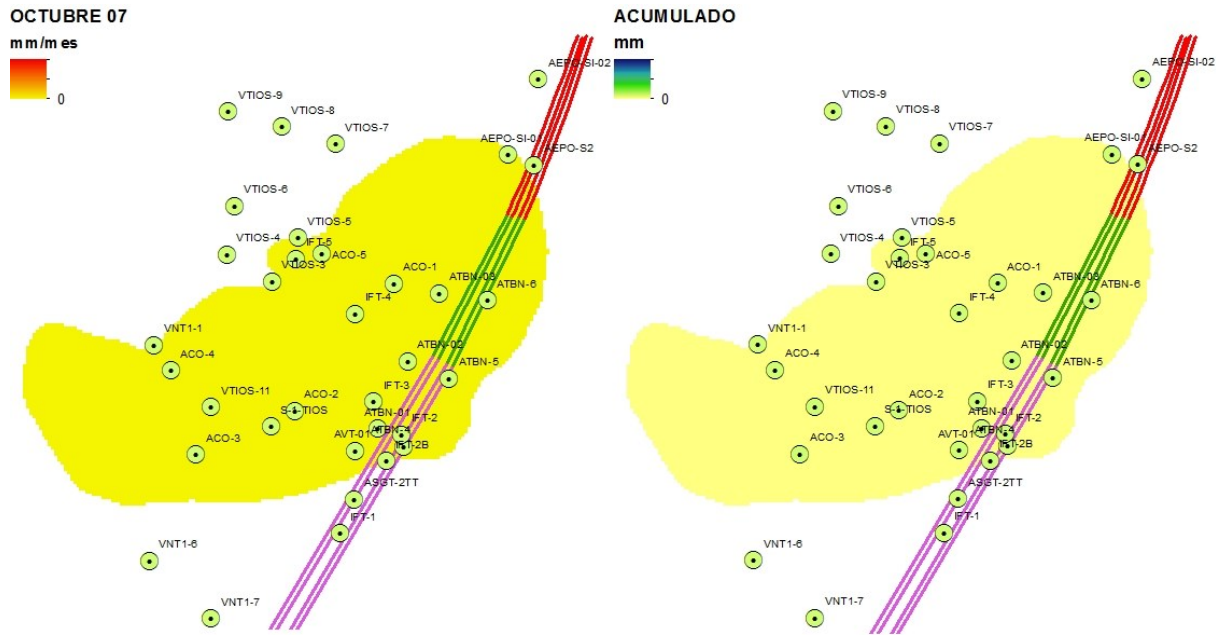 OCTUBRE 07
mm/mes
0
AEPO-SI-02
VTIOS-9
VTIOS-8
VTIOS-7
AEPO-SI-01
AEPO-S2
VTIOS-6
VTIOS-5
VTIOS-4
IFT-5
ACO-5
VTIOS-3
ACO-1
ATBN-03
ATBN-6
IFT-4
VNT1-1
ATBN-02
ACO-4
ATBN-5
VTIOS-11
IFT-3
ACO-2
S-1-TIOS
ATBN-01
IFT-2
ATBN-4
AVT-01
IFT-2B
ACO-3
ASGT-2TT
IFT-1
VNT1-6
VNT1-7
ACUMULADO
mm
0
AEPO-SI-02
VTIOS-9
VTIOS-8
VTIOS-7
AEPO-SI-01
AEPO-S2
VTIOS-6
VTIOS-5
VTIOS-4
IFT-5
ACO-5
VTIOS-3
ACO-1
ATBN-03
ATBN-6
IFT-4
VNT1-1
ATBN-02
ACO-4
ATBN-5
VTIOS-11
IFT-3
ACO-2
S-1-TIOS
ATBN-01
IFT-2
ATBN-4
AVT-01
IFT-2B
ACO-3
ASGT-2TT
IFT-1
VNT1-6
VNT1-7